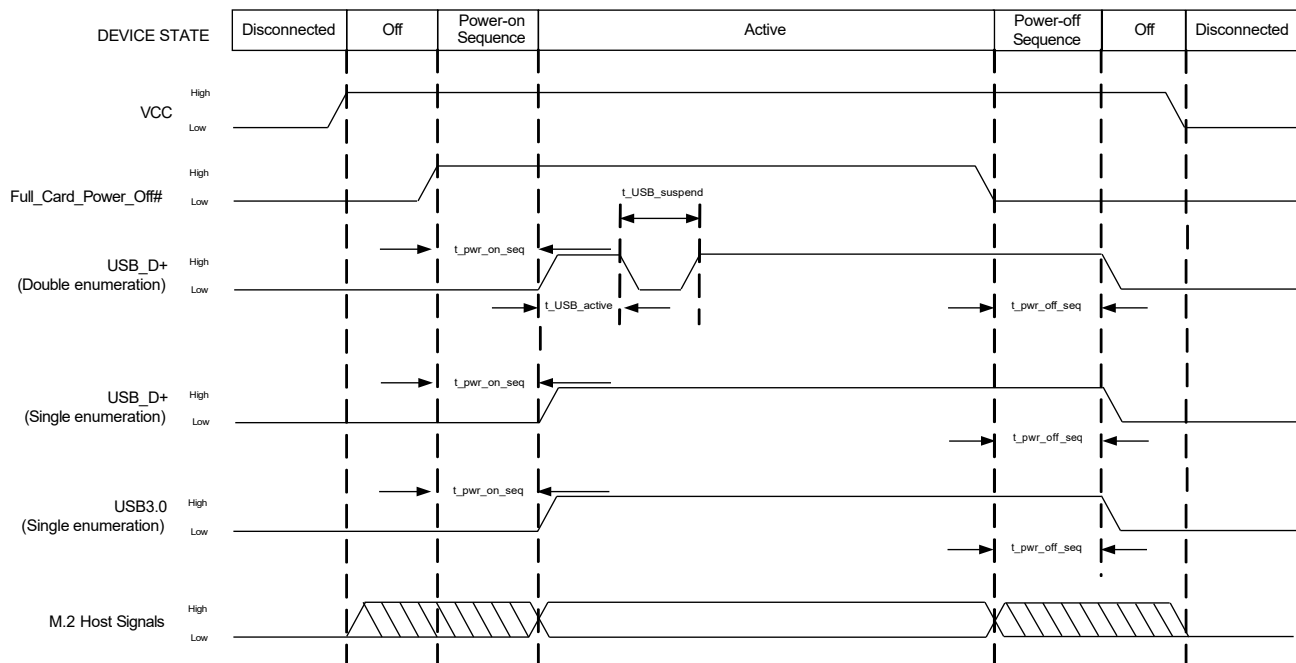 DEVICE STATE
Disconnected
Off
Power-on
Sequence
Active
Power-off
Sequence
Off
Disconnected
VCC
High
Low
Full_Card_Power_Off#
High
Low
t_USB_suspend
USB_D+
(Double enumeration)
High
Low
t_pwr_on_seq
t_USB_active
t_pwr_off_seq
USB_D+
(Single enumeration)
High
Low
t_pwr_on_seq
t_pwr_off_seq
USB3.0
(Single enumeration)
High
Low
t_pwr_on_seq
t_pwr_off_seq
M.2 Host Signals
High
Low